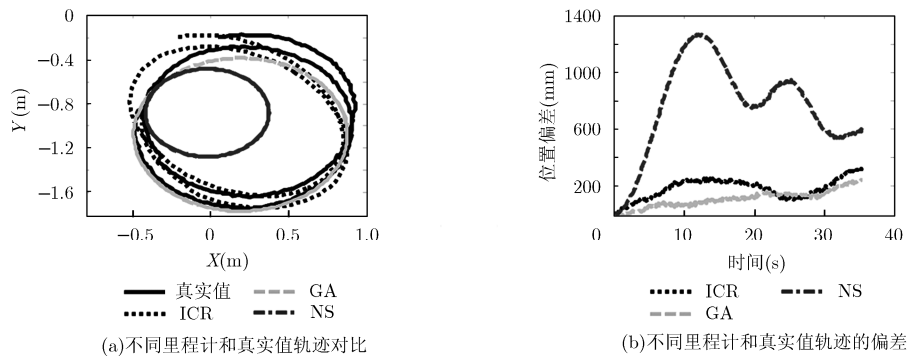 0
−0.4
−0.8
−1.2
−1.6
Y (m)
−0.5 0 0.5 1.0
X(m)
真实值 GA
ICR NS
(a)不同里程计和真实值轨迹对比
1400
1000
600
200
0 10 20 30 40
位置偏差(mm)
时间(s)
ICR NS
GA
(b)不同里程计和真实值轨迹的偏差